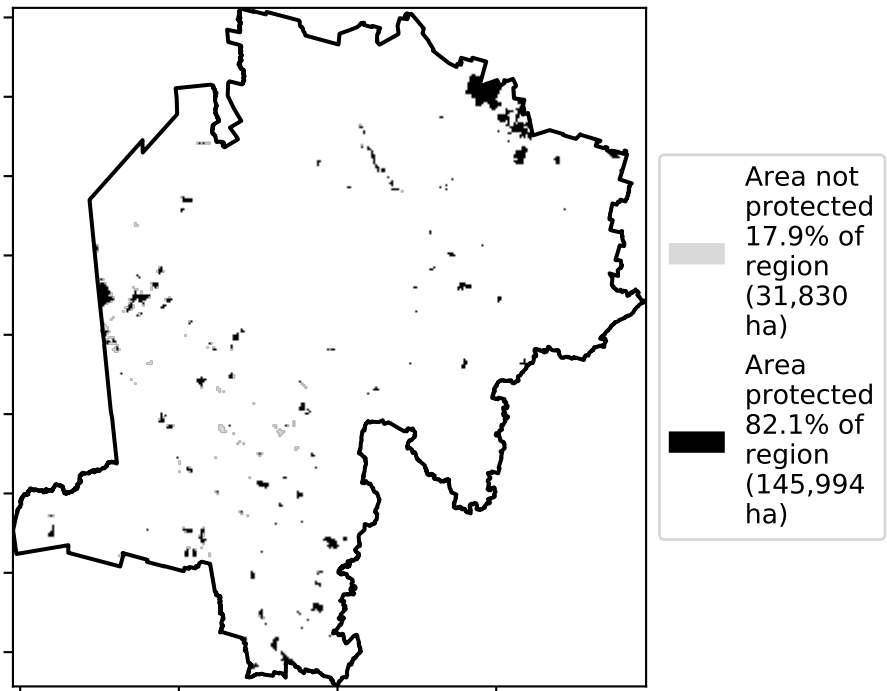 Area not
protected
17.9% of
region
(31,830
ha)
Area
protected
82.1% of
region
(145,994
ha)